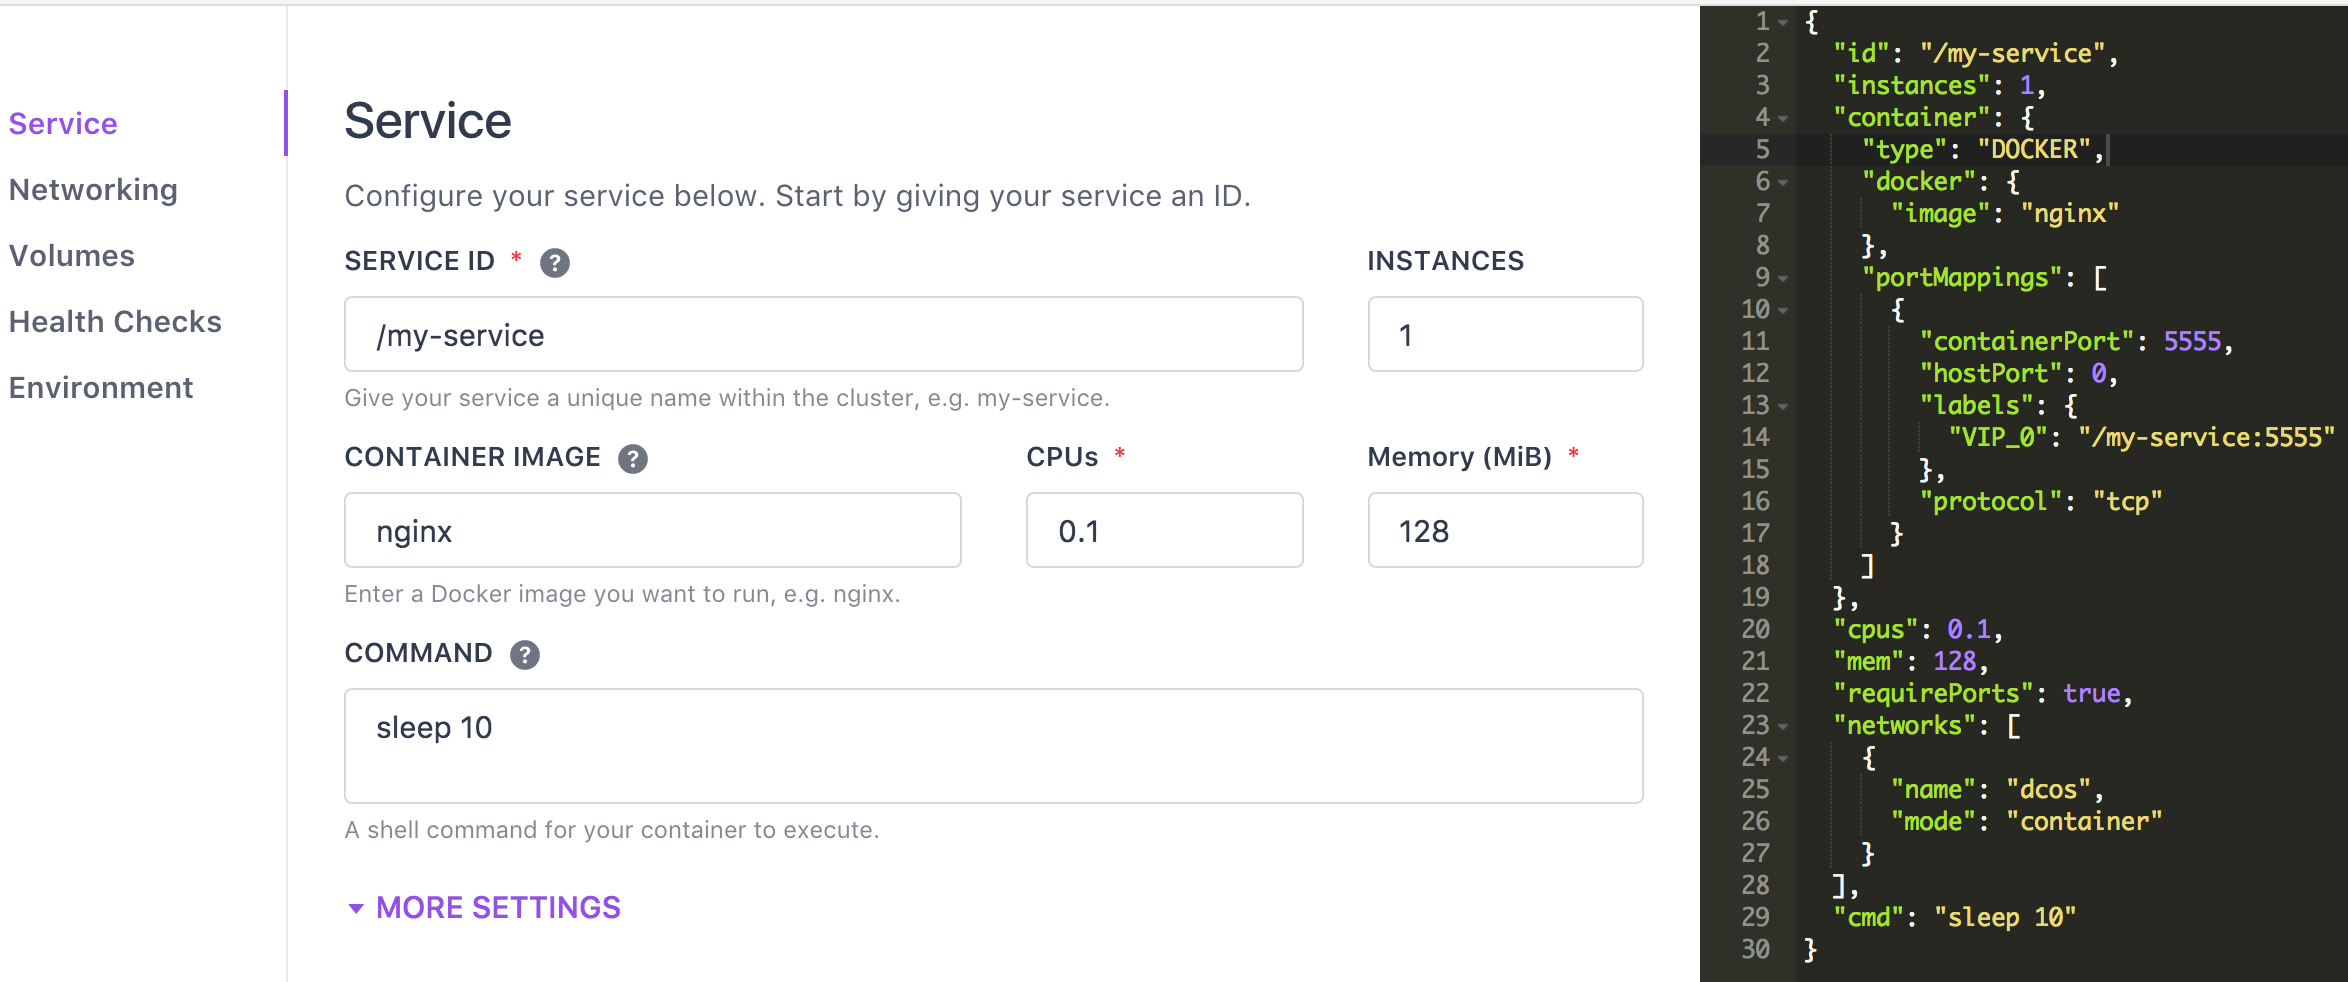 Service
Networking
Volumes
Health Checks
Environment
Service
Configure your service below. Start by giving your service an ID.
SERVICE ID * ?
INSTANCES
/my-service
1
Give your service a unique name within the cluster, e.g. my-service.
CONTAINER IMAGE ?
CPUs *
Memory (MiB) *
nginx
0.1
128
Enter a Docker image you want to run, e.g. nginx.
COMMAND ?
sleep 10
A shell command for your container to execute.
MORE SETTINGS
1 {
2 "id": "/my-service",
3 "instances": 1,
4 "container": {
5 "type": "DOCKER",
6 "docker": {
7 "image": "nginx"
8 },
9 "portMappings": [
10 {
11 "containerPort": 5555,
12 "hostPort": 0,
13 "labels": {
14 "VIP_0": "/my-service:5555"
15 },
16 "protocol": "tcp"
17 }
18 ]
19 },
20 "cpus": 0.1,
21 "mem": 128,
22 "requirePorts": true,
23 "networks": [
24 {
25 "name": "dcos",
26 "mode": "container"
27 }
28 ],
29 "cmd": "sleep 10"
30 }